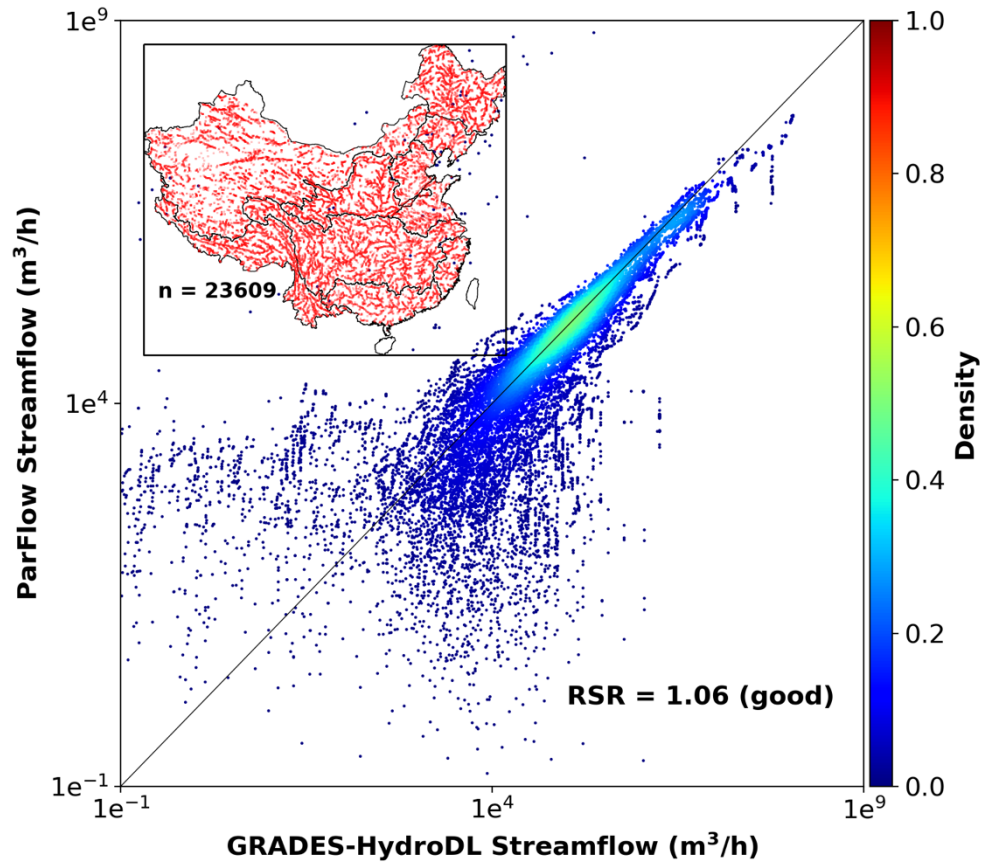 1e⁹
1e⁴
1e⁻¹
ParFlow Streamflow (m³/h)
n = 23609
RSR = 1.06 (good)
1e⁻¹
1e⁴
1e⁹
GRADES-HydroDL Streamflow (m³/h)
1.0
0.8
0.6
0.4
0.2
0.0
Density